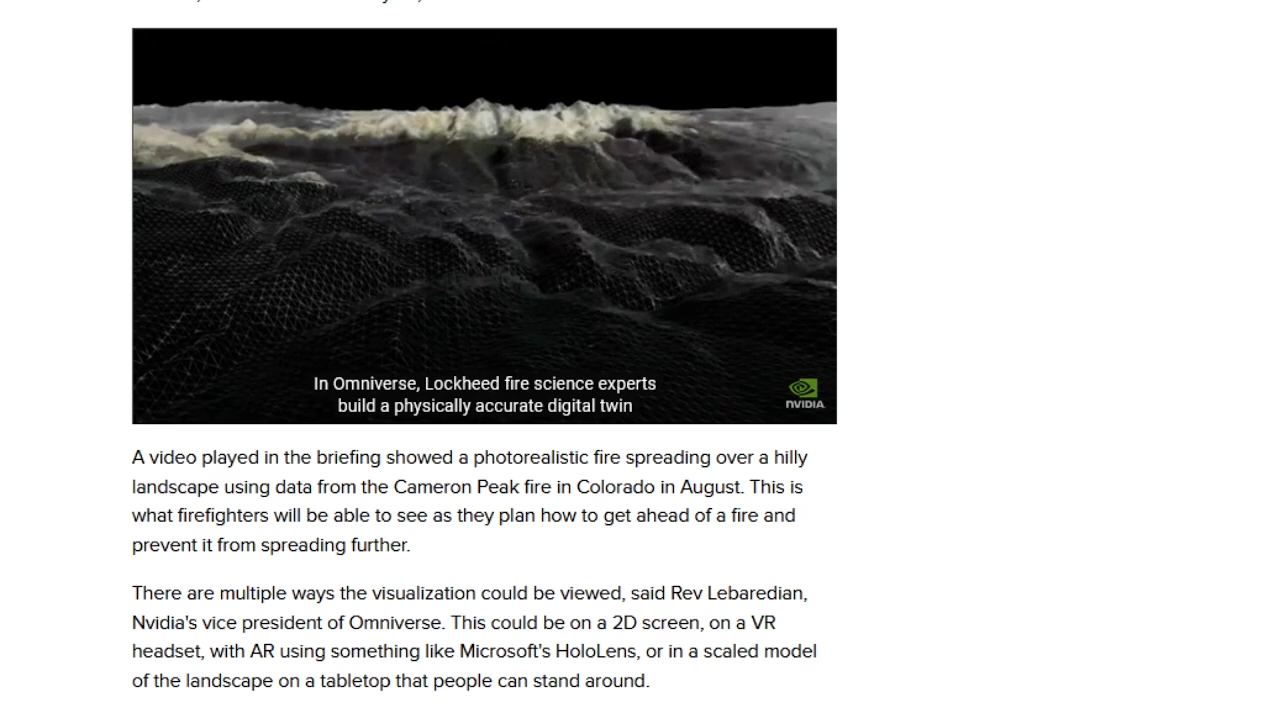 In Omniverse, Lockheed fire science experts
build a physically accurate digital twin
NVIDIA
A video played in the briefing showed a photorealistic fire spreading over a hilly
landscape using data from the Cameron Peak fire in Colorado in August. This is
what firefighters will be able to see as they plan how to get ahead of a fire and
prevent it from spreading further.
There are multiple ways the visualization could be viewed, said Rev Lebaredian,
Nvidia's vice president of Omniverse. This could be on a 2D screen, on a VR
headset, with AR using something like Microsoft's HoloLens, or in a scaled model
of the landscape on a tabletop that people can stand around.